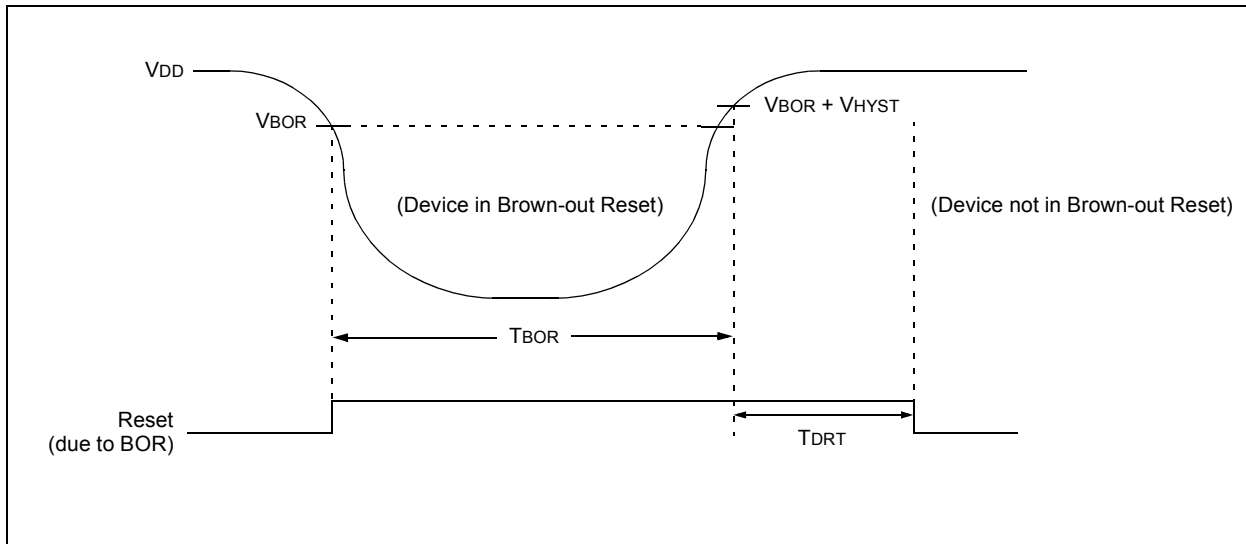 VDD
VBOR + VHYST
VBOR
(Device in Brown-out Reset)
(Device not in Brown-out Reset)
TBOR
Reset
(due to BOR)
TDRT